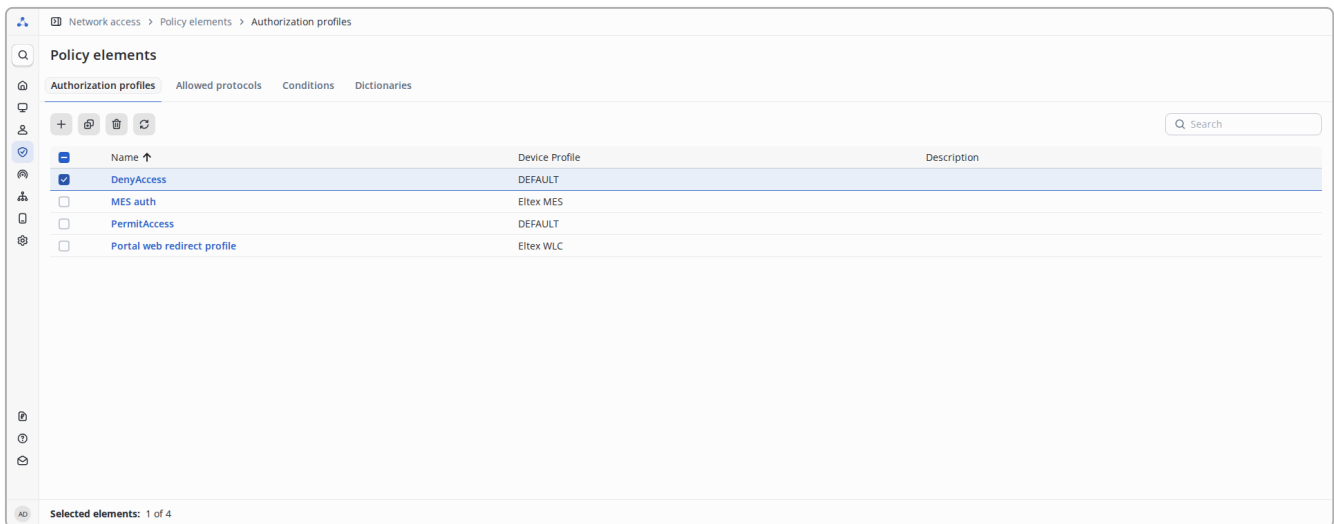 Network access > Policy elements > Authorization profiles
Policy elements
Authorization profiles Allowed protocols Conditions Dictionaries
Search
Name Device Profile Description
DenyAccess DEFAULT
MES auth Eltex MES
PermitAccess DEFAULT
Portal web redirect profile Eltex WLC
AD Selected elements: 1 of 4